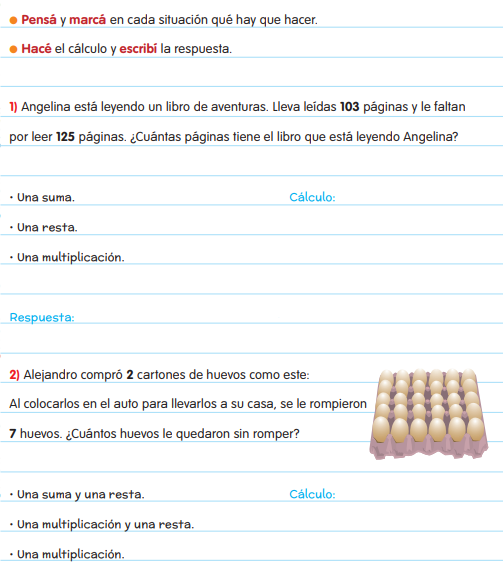 ● Pensá y marcá en cada situación qué hay que hacer.
● Hacé el cálculo y escribí la respuesta.
1) Angelina está leyendo un libro de aventuras. Lleva leídas 103 páginas y le faltan
por leer 125 páginas. ¿Cuántas páginas tiene el libro que está leyendo Angelina?
• Una suma. Cálculo:
• Una resta.
• Una multiplicación.
Respuesta:
2) Alejandro compró 2 cartones de huevos como este:
Al colocarlos en el auto para llevarlos a su casa, se le rompieron
7 huevos. ¿Cuántos huevos le quedaron sin romper?
• Una suma y una resta. Cálculo:
• Una multiplicación y una resta.
• Una multiplicación.